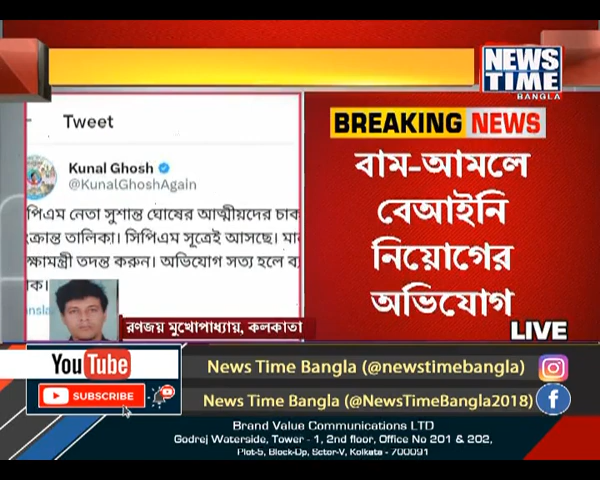 NEWS
TIME
BANGLA
Tweet
Kunal Ghosh
@KunalGhoshAgain
পিএম নেতা সুশান্ত ঘোষের আত্মীয়দের চাক
ক্রান্ত তালিকা। সিপিএম সূত্রেই আসছে। মা
ক্ষামন্ত্রী তদন্ত করুন। অভিযোগ সত্য হলে ব্য
ক।
ansla
BREAKING NEWS
বাম-আমলে
বেআইনি
নিয়োগের
অভিযোগ
রণজয় মুখোপাধ্যায়, কলকাতা
LIVE
YouTube
SUBSCRIBE
News Time Bangla (@newstimebangla)
News Time Bangla (@NewsTimeBangla2018)
Brand Value Communications LTD
Godrej Waterside, Tower - 1, 2nd floor, Office No 201 & 202,
Plot-5, Block-Dp, Sctor-V, Kolkata - 700091